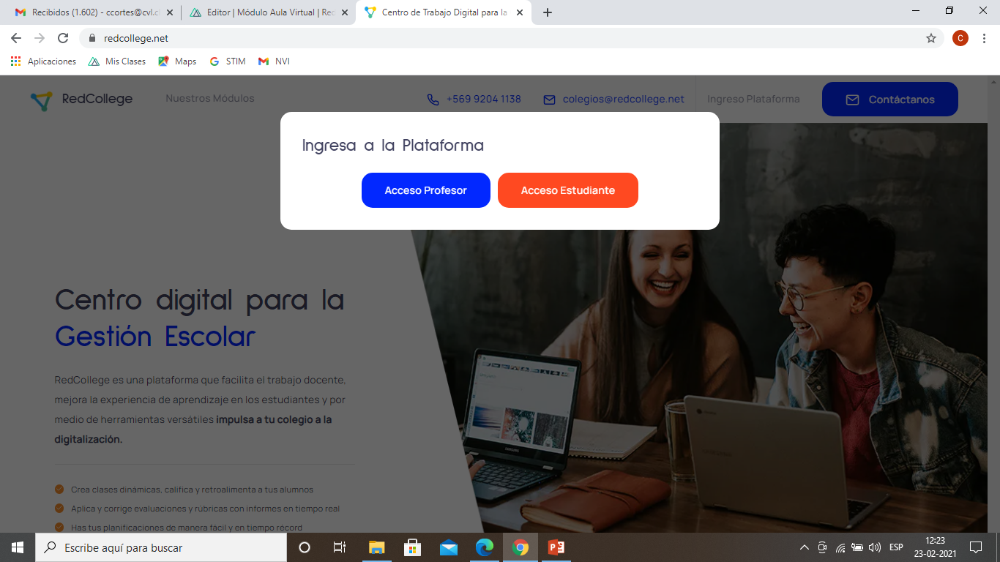 Recibidos (1.602) - ccortes@cvl.c
Editor | Módulo Aula Virtual | Red
Centro de Trabajo Digital para la
redcollege.net
C
Aplicaciones
Mis Clases
Maps
STIM
NVI
RedCollege
Nuestros Módulos
+569 9204 1138
colegios@redcollege.net
Ingreso Plataforma
Contáctanos
Ingresa a la Plataforma
Acceso Profesor
Acceso Estudiante
Centro digital para la
Gestión Escolar
RedCollege es una plataforma que facilita el trabajo docente,
mejora la experiencia de aprendizaje en los estudiantes y por
medio de herramientas versátiles impulsa a tu colegio a la
digitalización.
Crea clases dinámicas, califica y retroalimenta a tus alumnos
Aplica y corrige evaluaciones y rúbricas con informes en tiempo real
Has tus planificaciones de manera fácil y en tiempo récord
SAMSUNG
Escribe aquí para buscar
ESP
12:23
23-02-2021